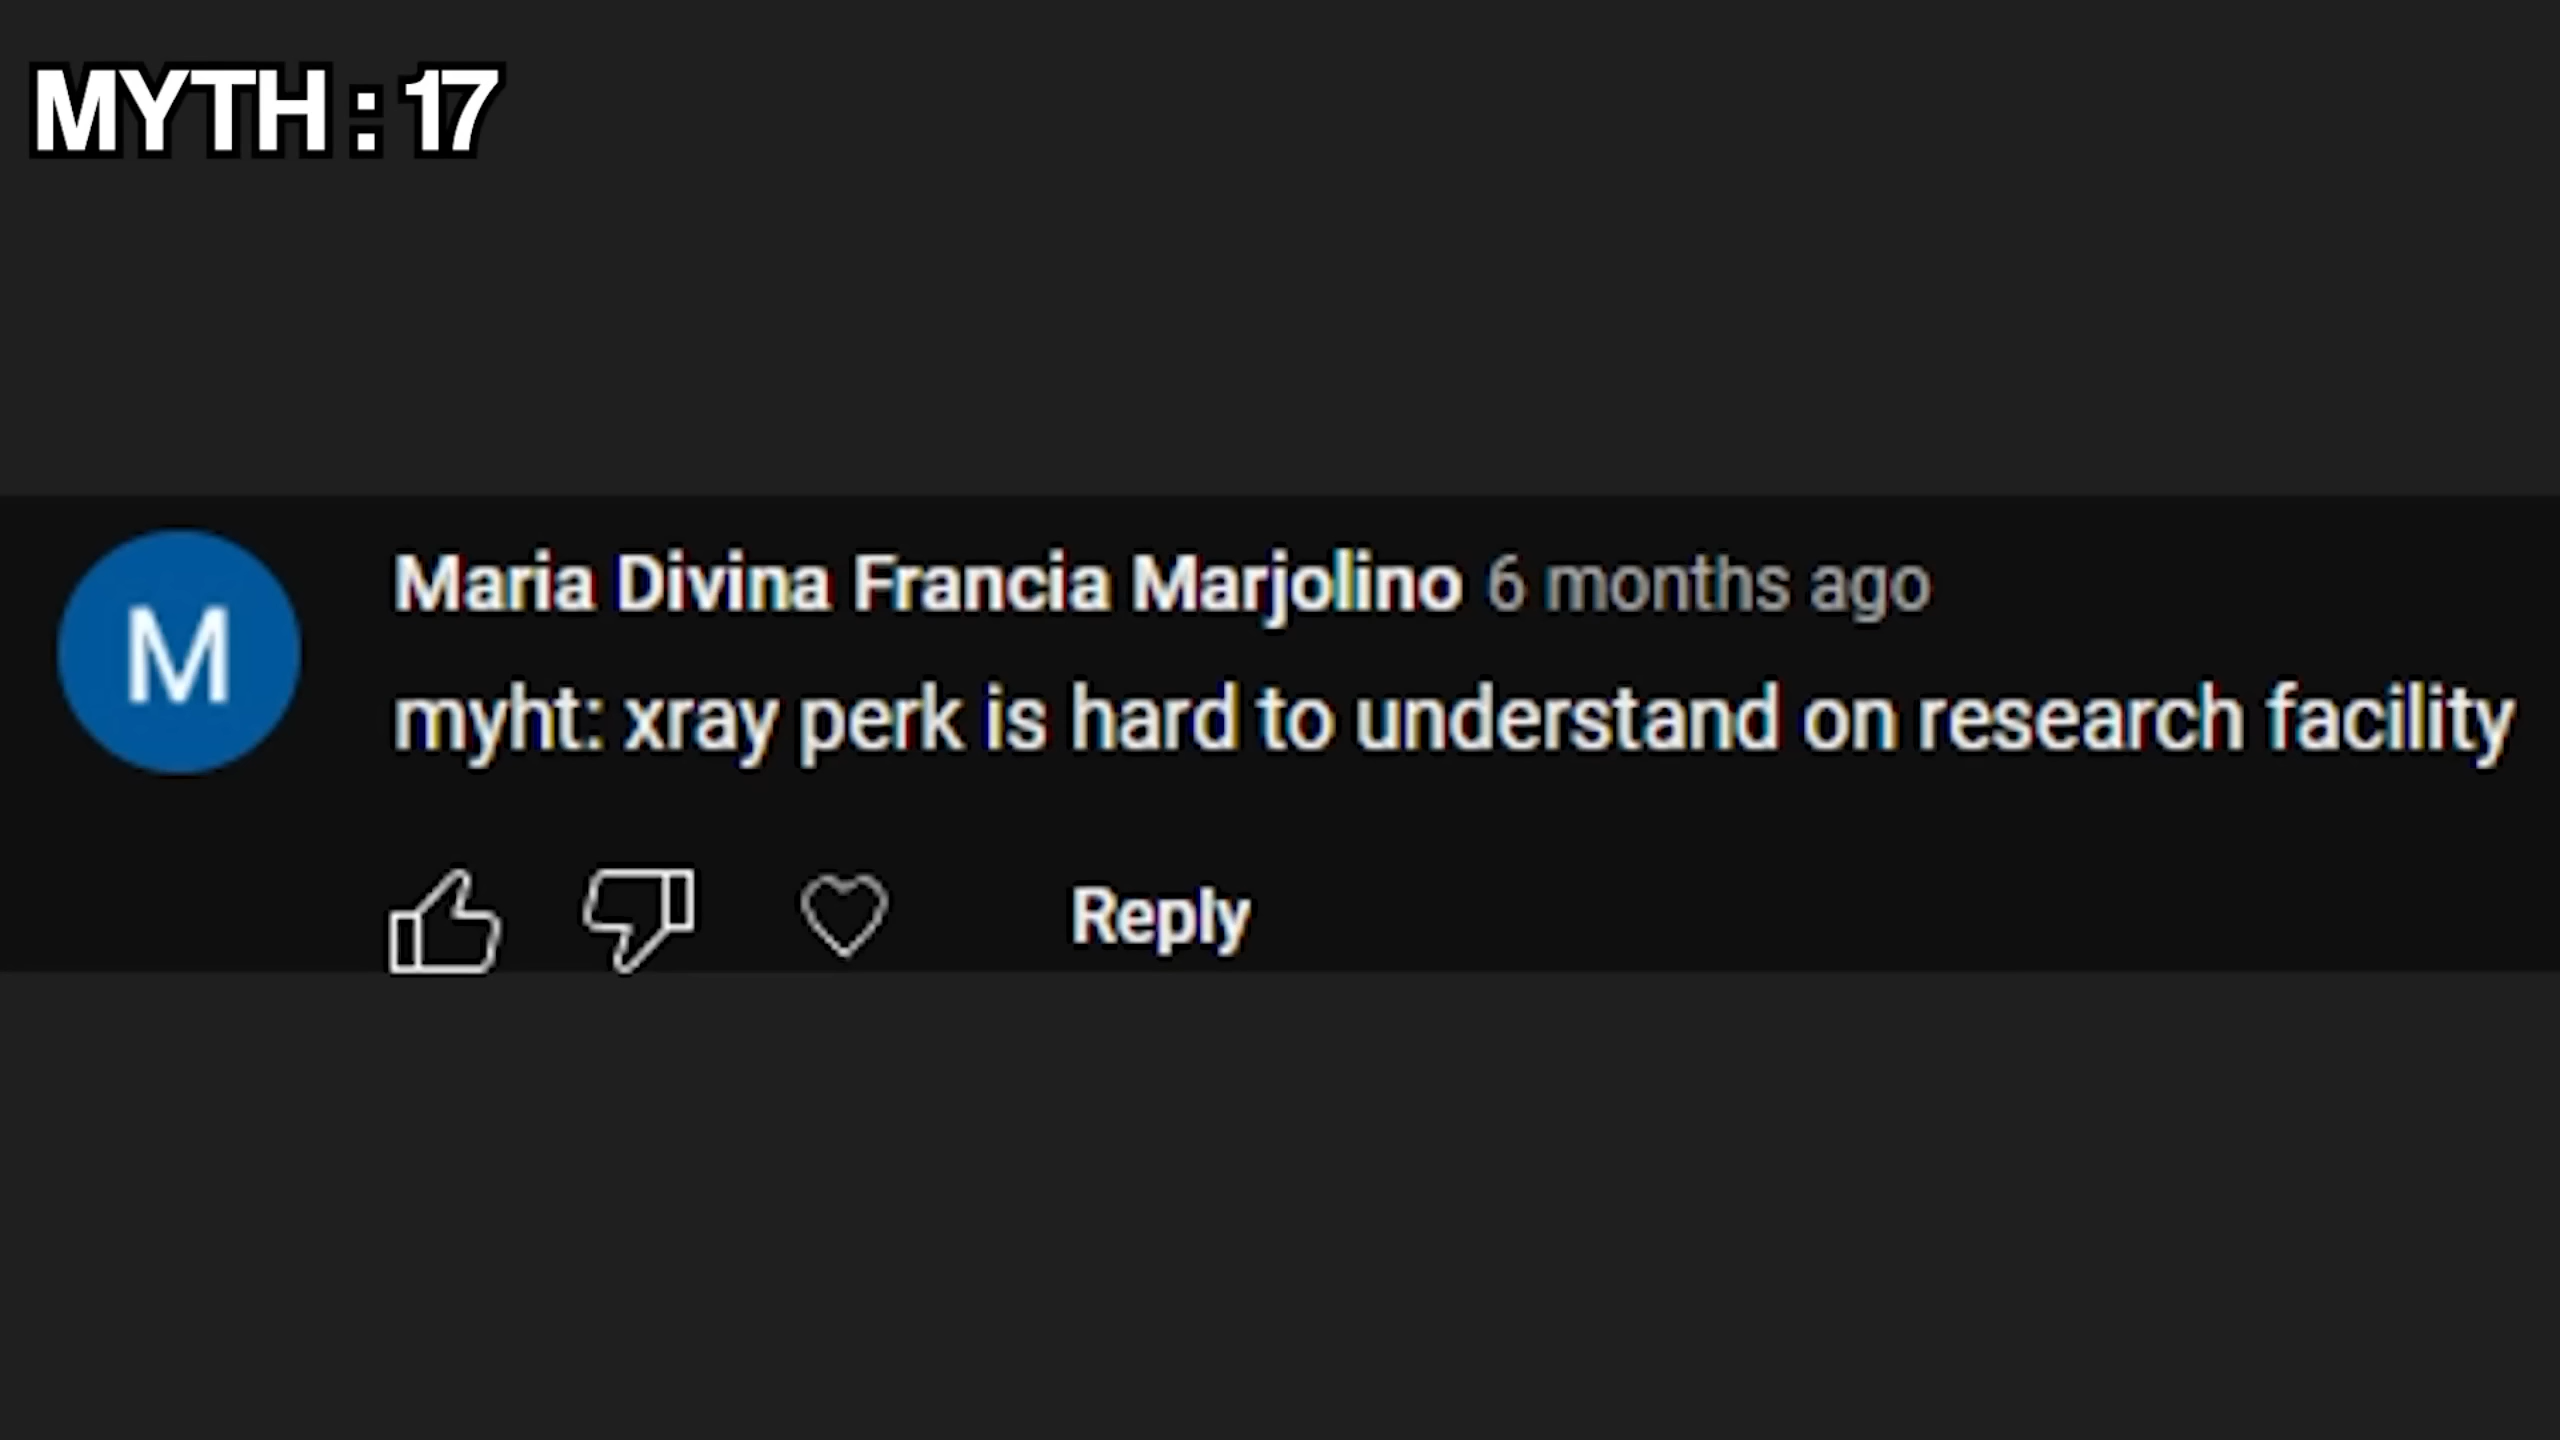 MYTH : 17
Maria Divina Francia Marjolino 6 months ago
M
myht: xray perk is hard to understand on research facility
Reply